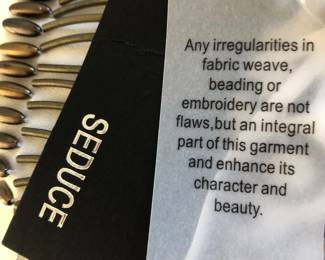 SEDUCE
Any irregularities in
fabric weave,
beading or
embroidery are not
flaws,but an integral
part of this garment
and enhance its
character and
beauty.